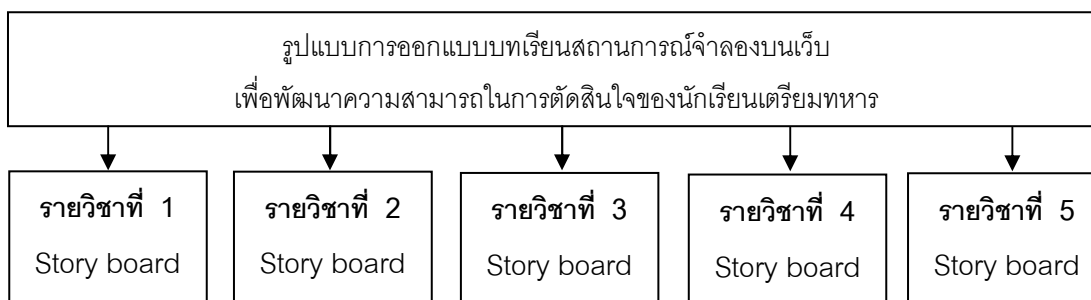 รูปแบบการออกแบบบทเรียนสถานการณ์จำลองบนเว็บ
เพื่อพัฒนาความสามารถในการตัดสินใจของนักเรียนเตรียมทหาร
รายวิชาที่ 1
Story board
รายวิชาที่ 2
Story board
รายวิชาที่ 3
Story board
รายวิชาที่ 4
Story board
รายวิชาที่ 5
Story board